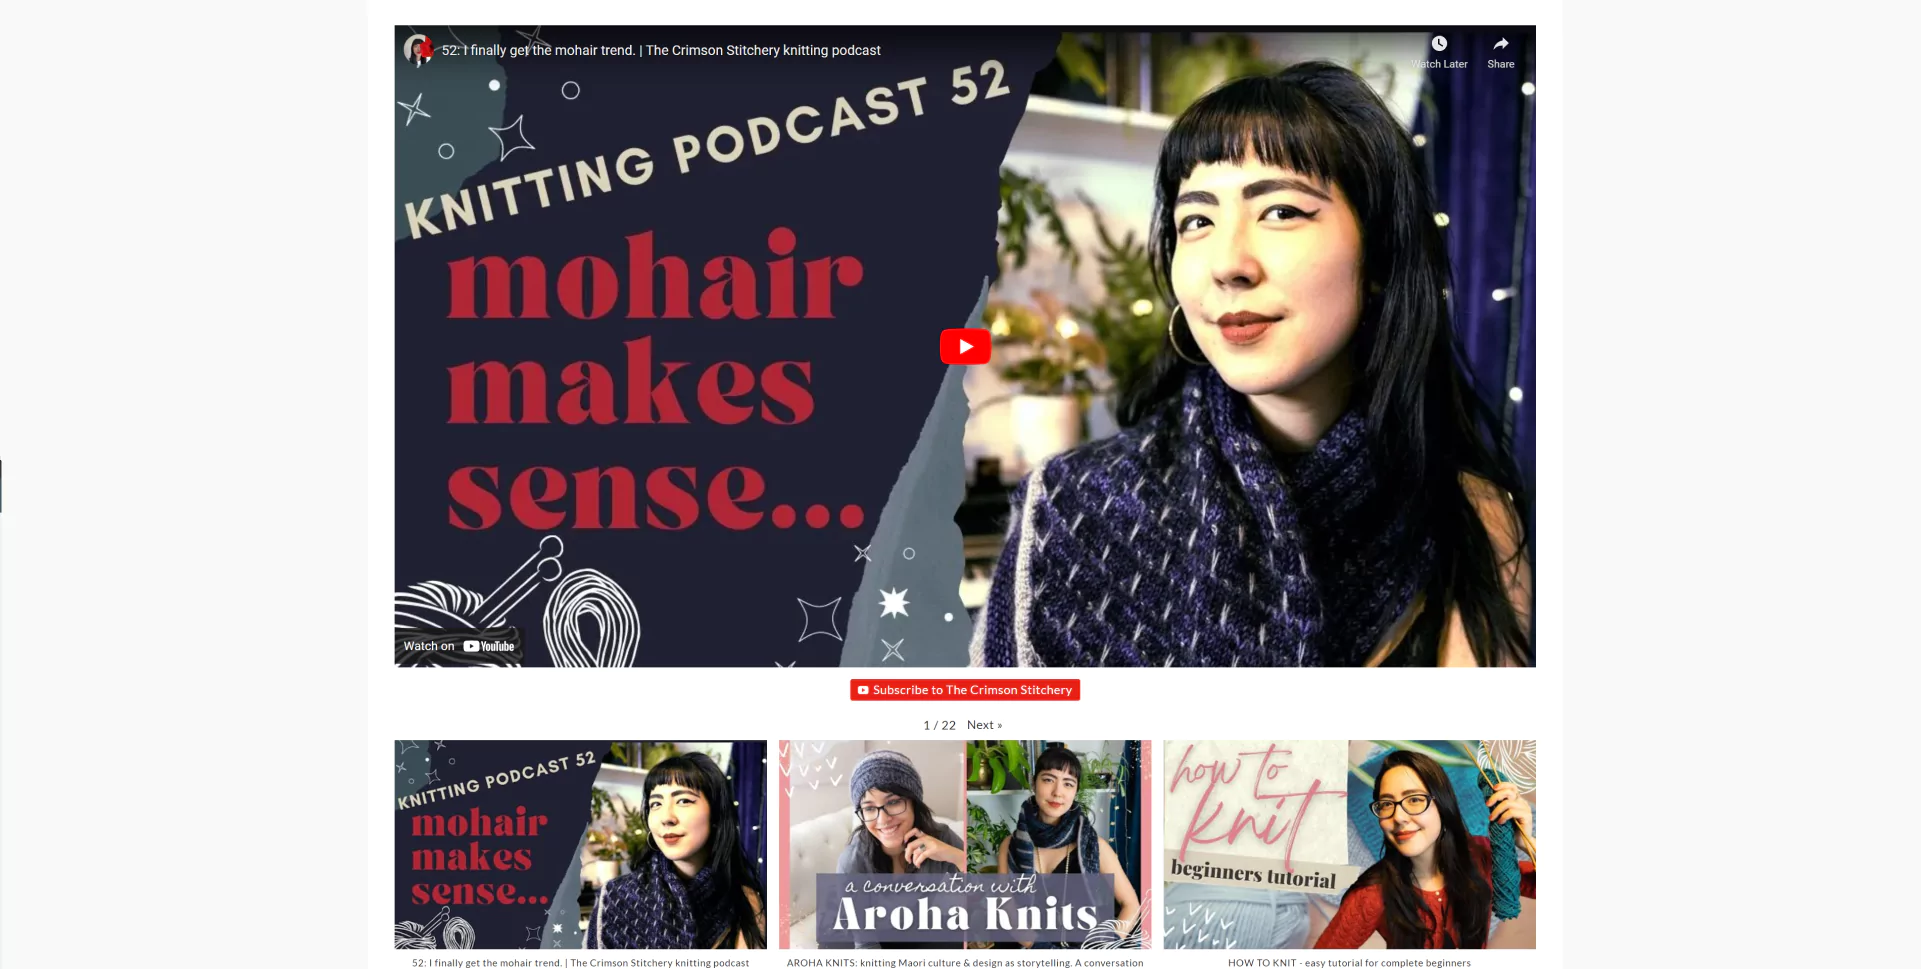 52: I finally get the mohair trend. | The Crimson Stitchery knitting podcast
Watch Later
Share
KNITTING PODCAST 52
mohair
makes
sense...
Watch on YouTube
Subscribe to The Crimson Stitchery
1 / 22 Next »
KNITTING PODCAST 52
mohair
makes
sense...
a conversation with
Aroha Knits
how to
knit
beginners tutorial
52: I finally get the mohair trend. | The Crimson Stitchery knitting podcast
AROHA KNITS: knitting Maori culture & design as storytelling. A conversation
HOW TO KNIT - easy tutorial for complete beginners